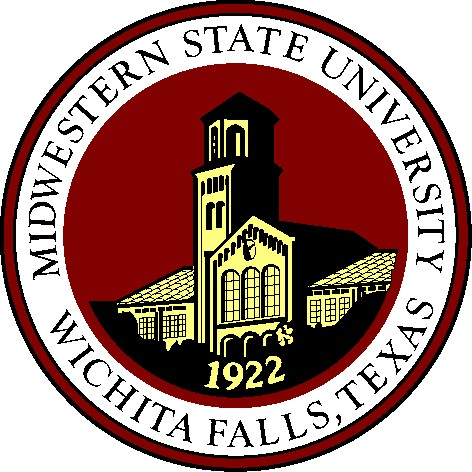 MIDWESTERN STATE UNIVERSITY
WICHITA FALLS, TEXAS
1922